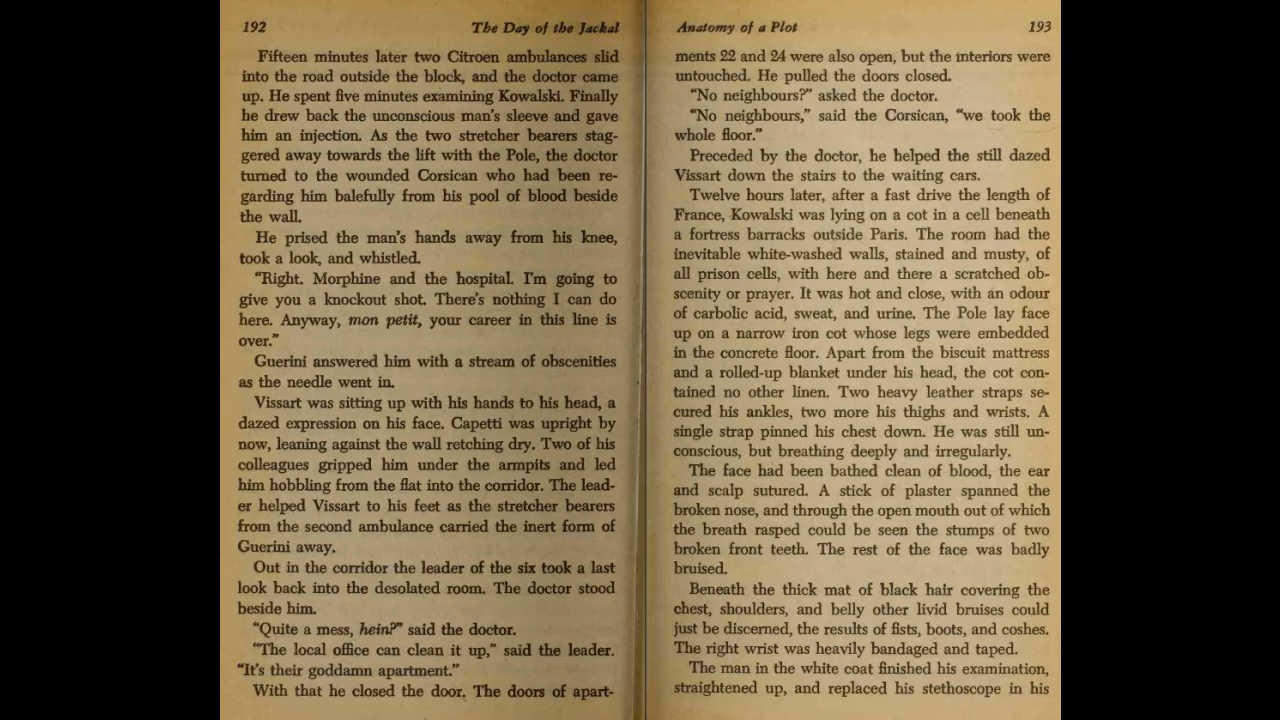 192 The Day of the Jackal
Fifteen minutes later two Citroen ambulances slid
into the road outside the block, and the doctor came
up. He spent five minutes examining Kowalski. Finally
he drew back the unconscious man's sleeve and gave
him an injection. As the two stretcher bearers stag-
gered away towards the lift with the Pole, the doctor
turned to the wounded Corsican who had been re-
garding him balefully from his pool of blood beside
the wall.
He prised the man's hands away from his knee,
took a look, and whistled.
"Right. Morphine and the hospital. I'm going to
give you a knockout shot. There's nothing I can do
here. Anyway, mon petit, your career in this line is
over."
Guerini answered him with a stream of obscenities
as the needle went in.
Vissart was sitting up with his hands to his head, a
dazed expression on his face. Capetti was upright by
now, leaning against the wall retching dry. Two of his
colleagues gripped him under the armpits and led
him hobbling from the flat into the corridor. The lead-
er helped Vissart to his feet as the stretcher bearers
from the second ambulance carried the inert form of
Guerini away.
Out in the corridor the leader of the six took a last
look back into the desolated room. The doctor stood
beside him.
"Quite a mess, hein?" said the doctor.
"The local office can clean it up," said the leader.
"It's their goddamn apartment."
With that he closed the door. The doors of apart-
Anatomy of a Plot 193
ments 22 and 24 were also open, but the interiors were
untouched. He pulled the doors closed.
"No neighbours?" asked the doctor.
"No neighbours," said the Corsican, "we took the
whole floor."
Preceded by the doctor, he helped the still dazed
Vissart down the stairs to the waiting cars.
Twelve hours later, after a fast drive the length of
France, Kowalski was lying on a cot in a cell beneath
a fortress barracks outside Paris. The room had the
inevitable white-washed walls, stained and musty, of
all prison cells, with here and there a scratched ob-
scenity or prayer. It was hot and close, with an odour
of carbolic acid, sweat, and urine. The Pole lay face
up on a narrow iron cot whose legs were embedded
in the concrete floor. Apart from the biscuit mattress
and a rolled-up blanket under his head, the cot con-
tained no other linen. Two heavy leather straps se-
cured his ankles, two more his thighs and wrists. A
single strap pinned his chest down. He was still un-
conscious, but breathing deeply and irregularly.
The face had been bathed clean of blood, the ear
and scalp sutured. A stick of plaster spanned the
broken nose, and through the open mouth out of which
the breath rasped could be seen the stumps of two
broken front teeth. The rest of the face was badly
bruised.
Beneath the thick mat of black hair covering the
chest, shoulders, and belly other livid bruises could
just be discerned, the results of fists, boots, and coshes.
The right wrist was heavily bandaged and taped.
The man in the white coat finished his examination,
straightened up, and replaced his stethoscope in his